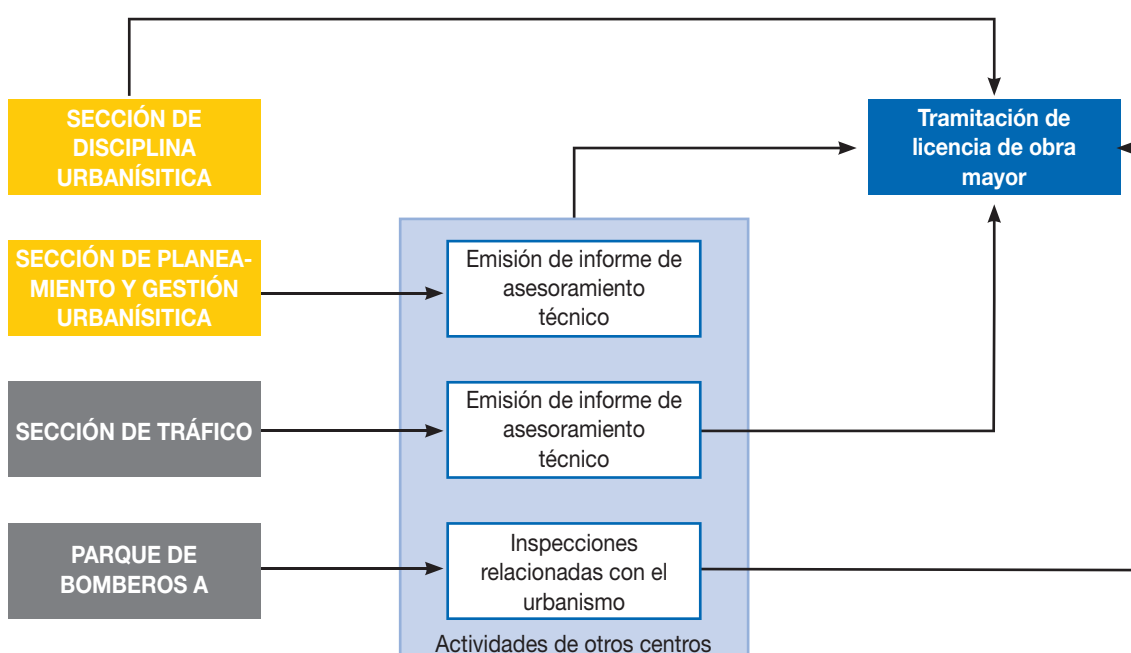 SECCIÓN DE
DISCIPLINA
URBANÍSITICA
Tramitación de
licencia de obra
mayor
SECCIÓN DE PLANEA-
MIENTO Y GESTIÓN
URBANÍSITICA
Emisión de informe de
asesoramiento
técnico
SECCIÓN DE TRÁFICO
Emisión de informe de
asesoramiento
técnico
PARQUE DE
BOMBEROS A
Inspecciones
relacionadas con el
urbanismo
Actividades de otros centros